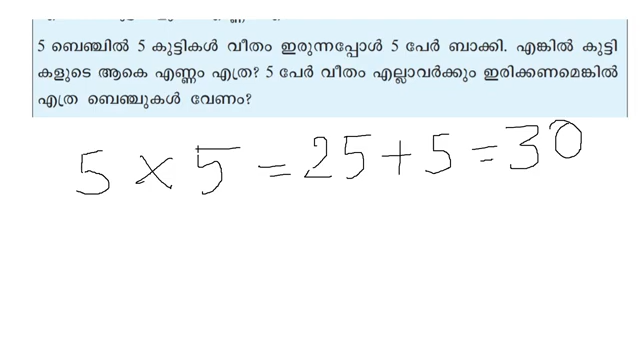 5 ബെഞ്ചിൽ 5 കുട്ടികൾ വീതം ഇരുന്നപ്പോൾ 5 പേർ ബാക്കി. എങ്കിൽ കുട്ടി
കളുടെ ആകെ എണ്ണം എത്ര? 5 പേർ വീതം എല്ലാവർക്കും ഇരിക്കണമെങ്കിൽ
എത്ര ബെഞ്ചുകൾ വേണം?
5 × 5 = 25 + 5 = 30